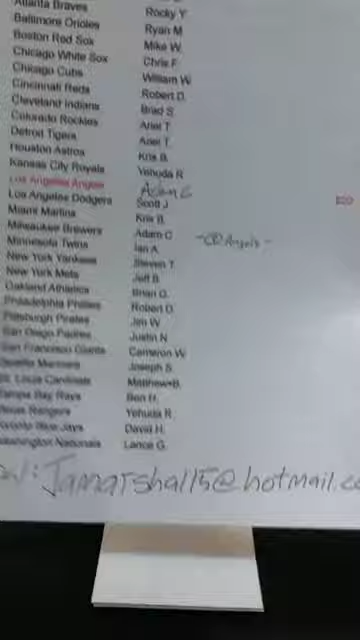 Atlanta Braves Rocky Y
Baltimore Orioles Ryan M
Boston Red Sox Mike W.
Chicago White Sox Chris F
Chicago Cubs William W
Cincinnati Reds Robert D.
Cleveland Indians Brad S
Colorado Rockies Ariel T
Detroit Tigers Ariel T.
Houston Astros Kris B.
Kansas City Royals Yehuda R
Los Angeles Angels Adam C
Los Angeles Dodgers Scott J $20
Miami Marlins Kris B.
Milwaukee Brewers Adam C - Angels -
Minnesota Twins Ian A
New York Yankees Steven T.
New York Mets Jeff B.
Oakland Athletics Brian G.
Philadelphia Phillies Robert D.
Pittsburgh Pirates Jim W.
San Diego Padres Justin N
San Francisco Giants Cameron W
Seattle Mariners Joseph S.
St. Louis Cardinals Matthew B.
Tampa Bay Rays Ben H.
Texas Rangers Yehuda R.
Toronto Blue Jays David H.
Washington Nationals Lance G.
Jamarshall5@hotmail.co